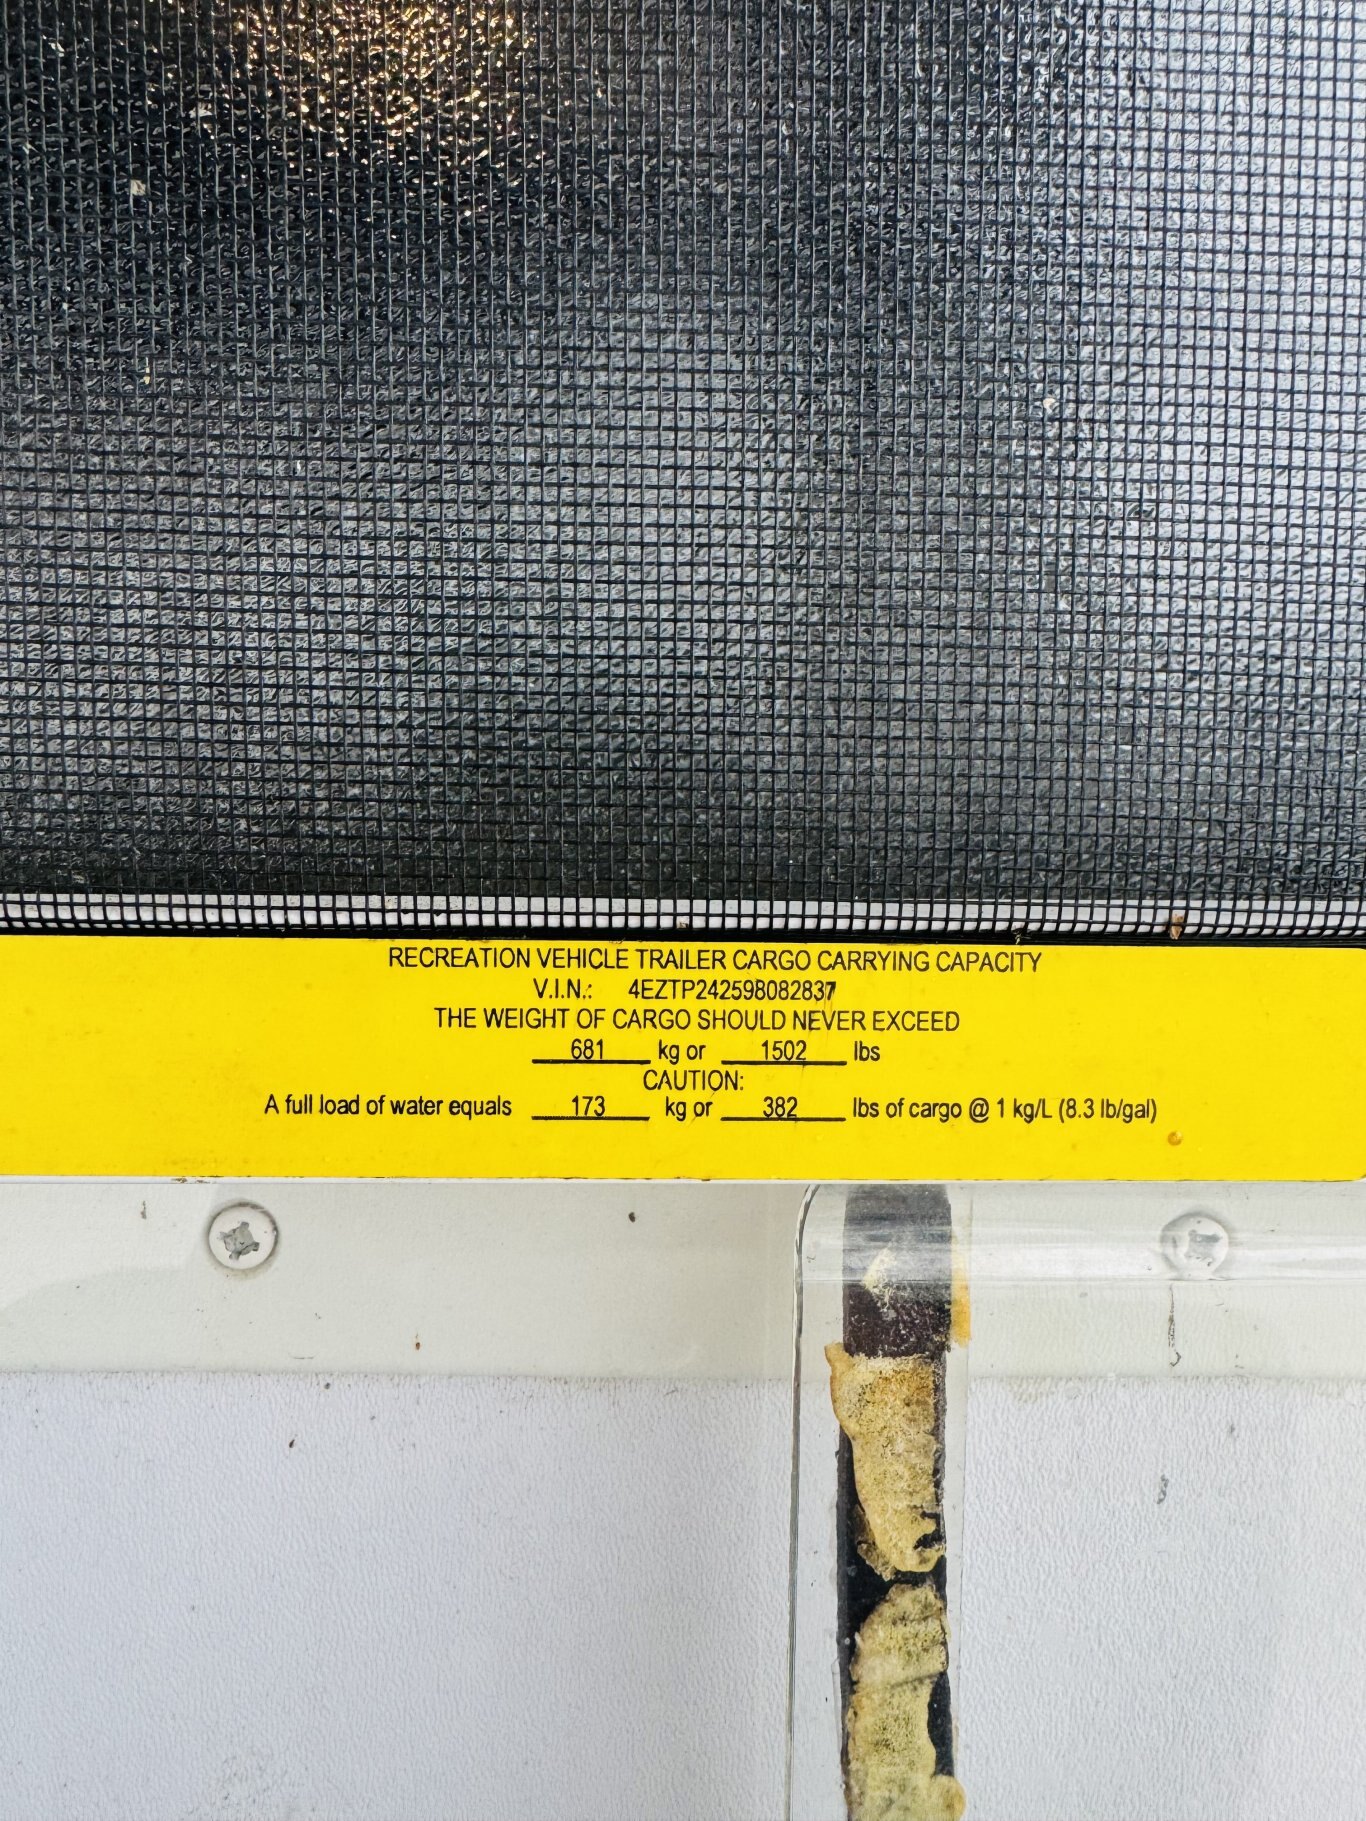 RECREATION VEHICLE TRAILER CARGO CARRYING CAPACITY
V.I.N.: 4EZTP242598082837
THE WEIGHT OF CARGO SHOULD NEVER EXCEED
681 kg or 1502 lbs
CAUTION:
A full load of water equals 173 kg or 382 lbs of cargo @ 1 kg/L (8.3 lb/gal)